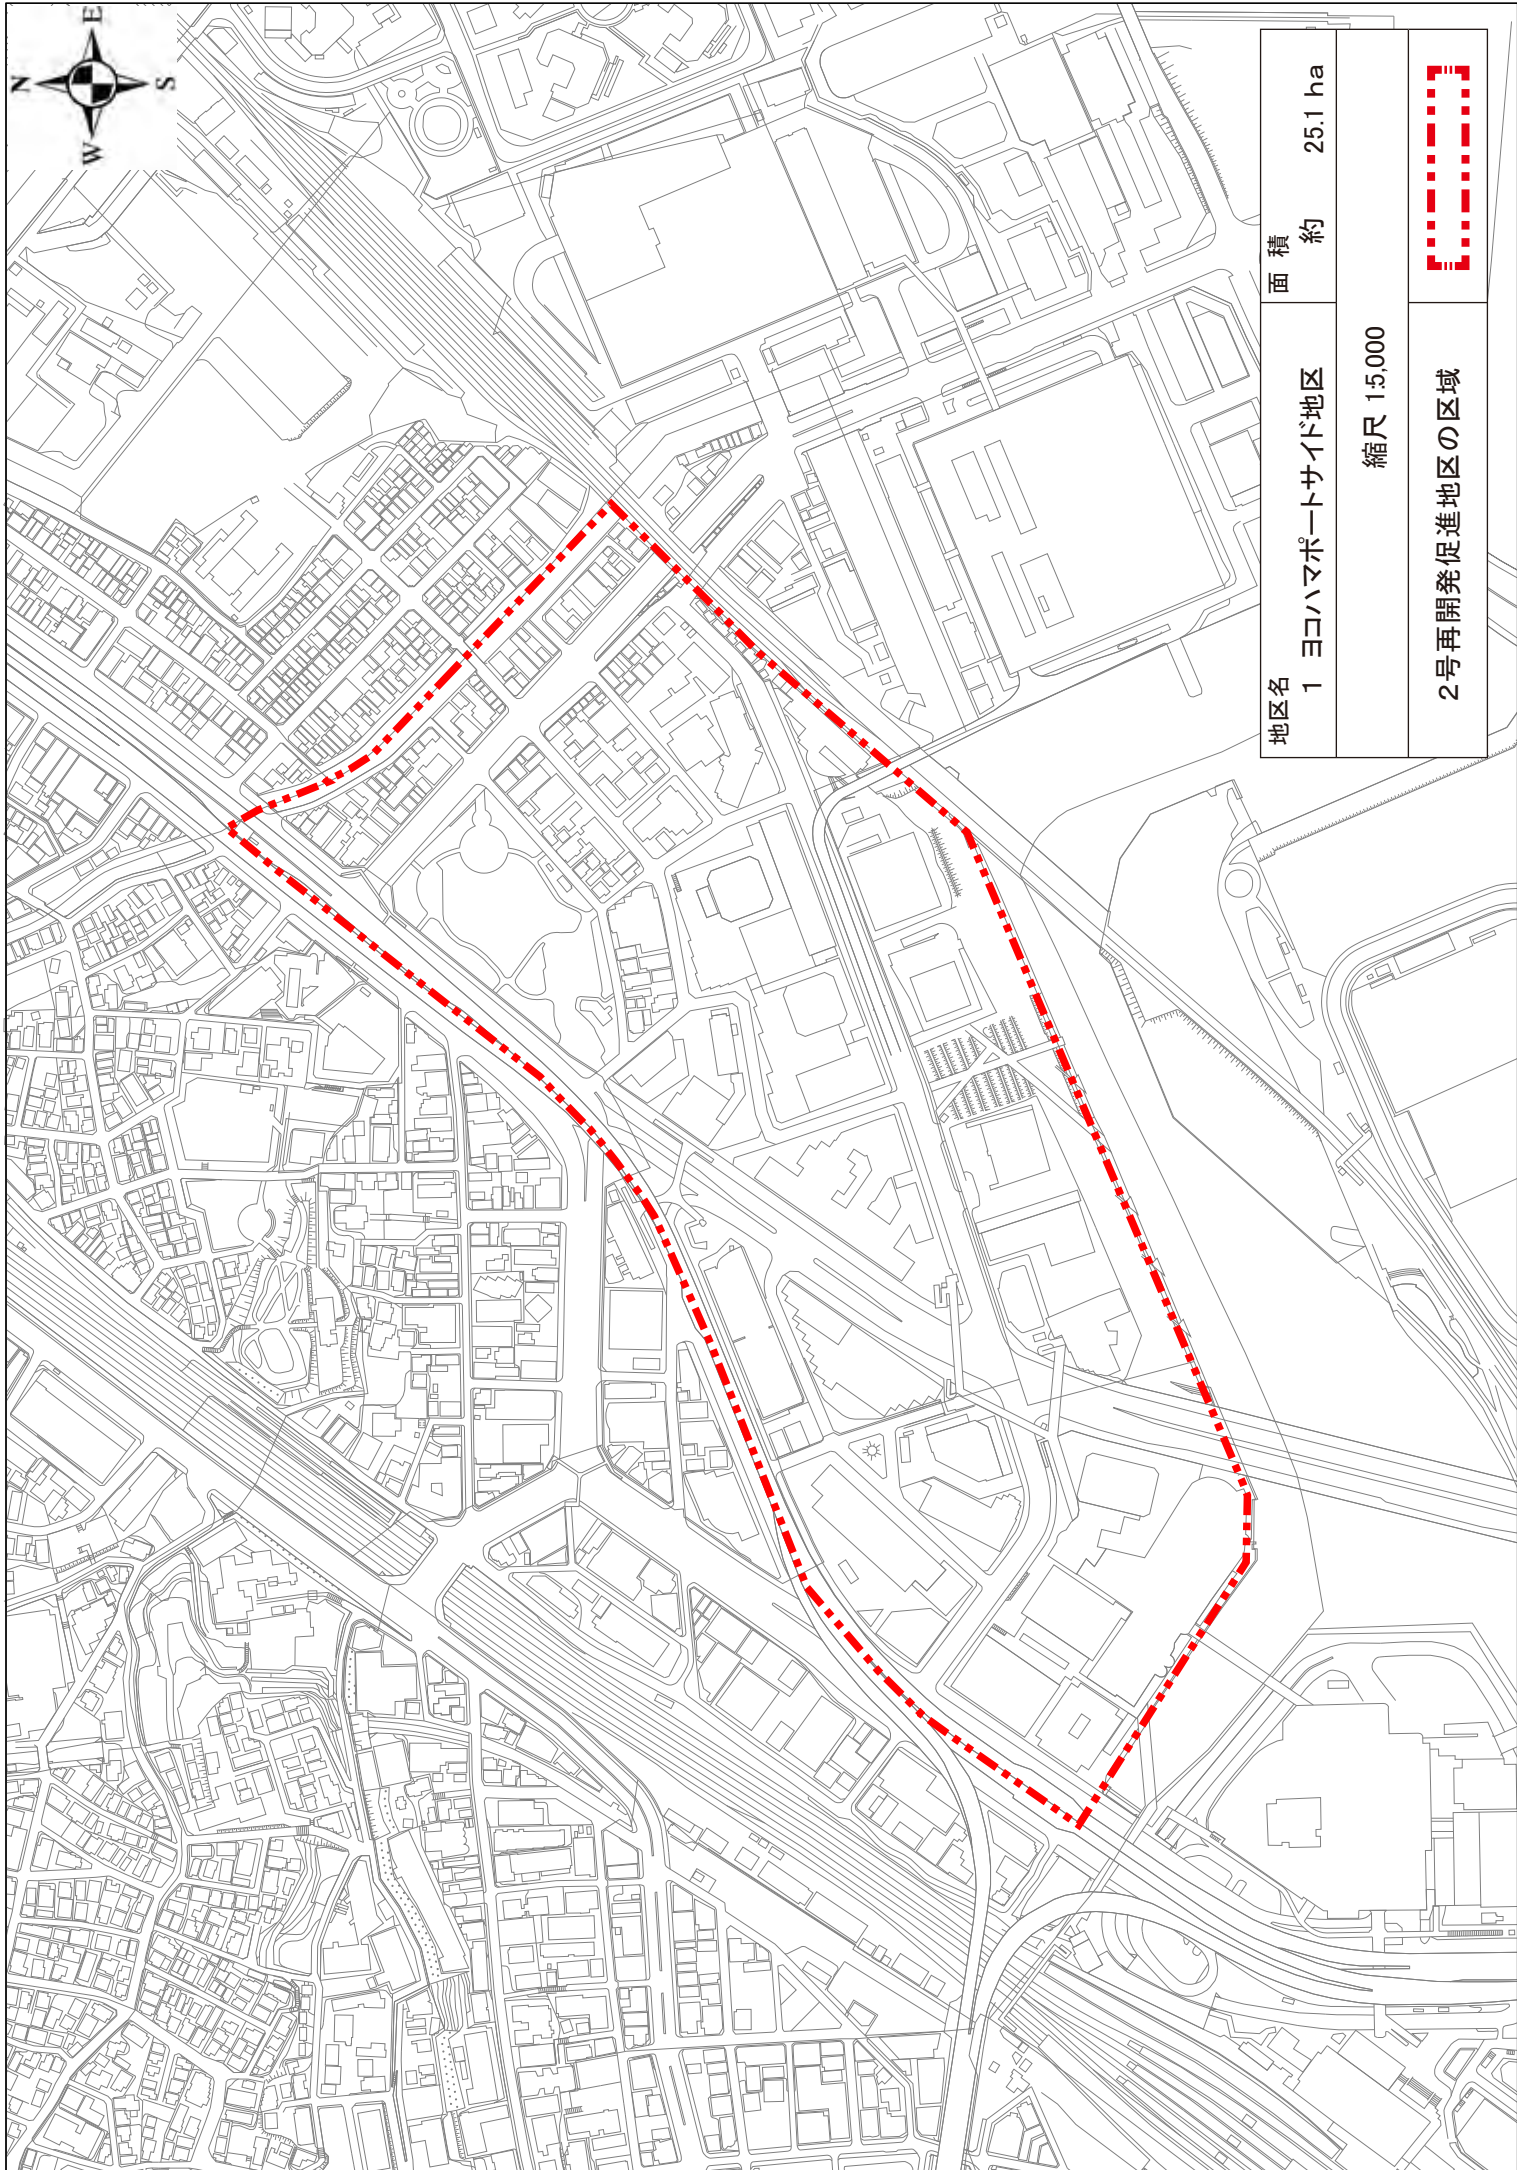 N
W
E
S
地区名
1 ヨコハマポートサイド地区
面 積
約 25.1 ha
縮尺 1:5,000
2号再開発促進地区の区域